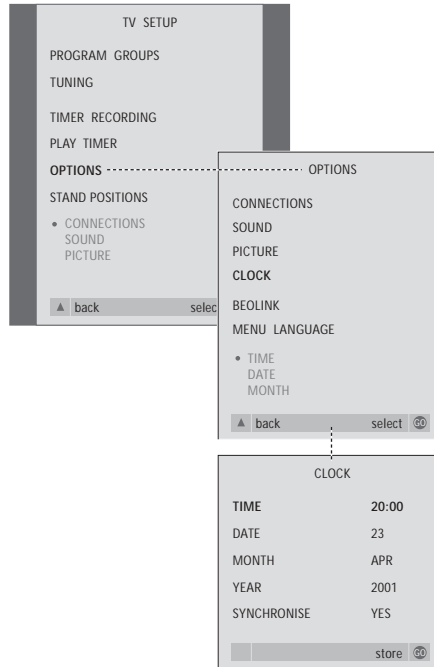 TV SETUP
PROGRAM GROUPS
TUNING
TIMER RECORDING
PLAY TIMER
OPTIONS
STAND POSITIONS
• CONNECTIONS
SOUND
PICTURE
▲ back selec
OPTIONS
CONNECTIONS
SOUND
PICTURE
CLOCK
BEOLINK
MENU LANGUAGE
• TIME
DATE
MONTH
▲ back select GO
CLOCK
TIME 20:00
DATE 23
MONTH APR
YEAR 2001
SYNCHRONISE YES
store GO